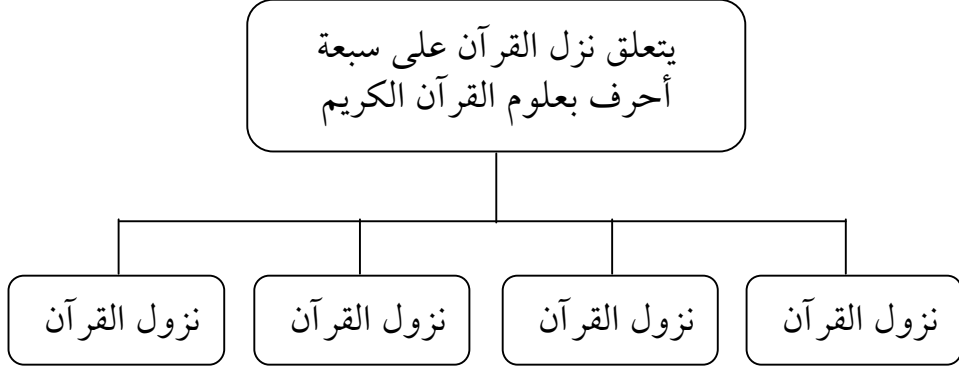 يتعلق نزل القرآن على سبعة
أحرف بعلوم القرآن الكريم
نزول القرآن
نزول القرآن
نزول القرآن
نزول القرآن